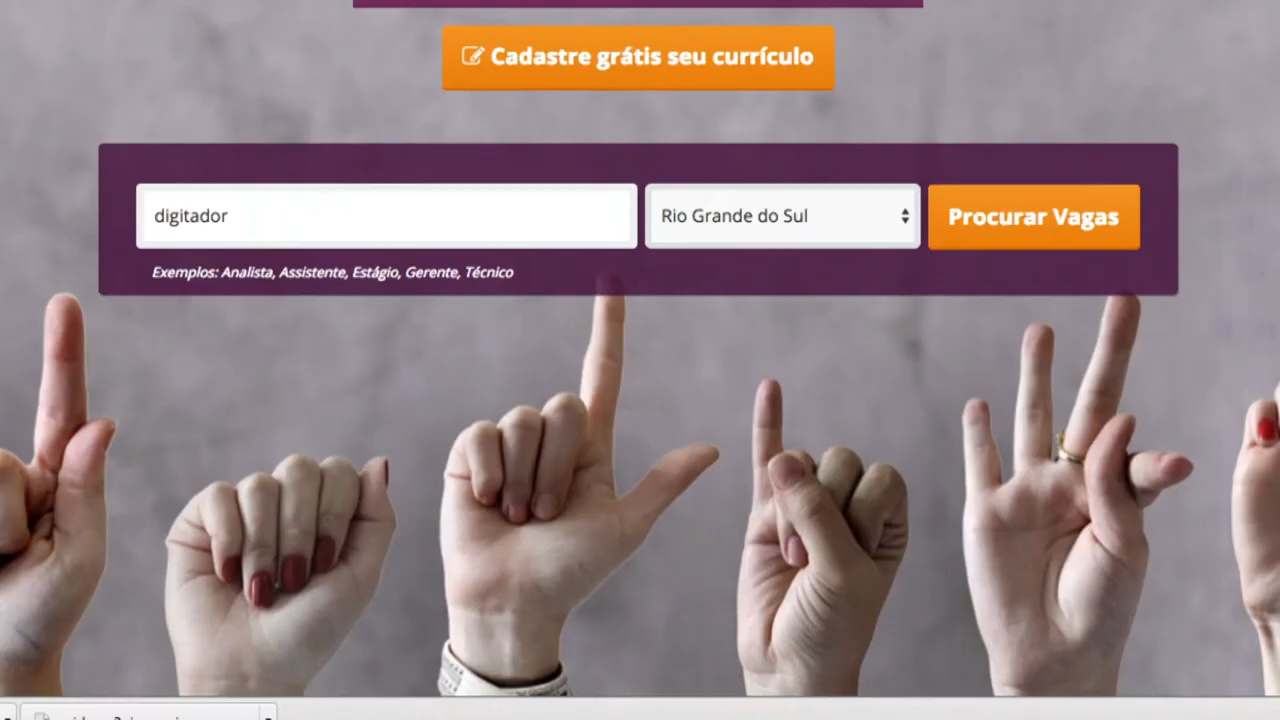 Cadastre grátis seu currículo
digitador
Rio Grande do Sul
Procurar Vagas
Exemplos: Analista, Assistente, Estágio, Gerente, Técnico